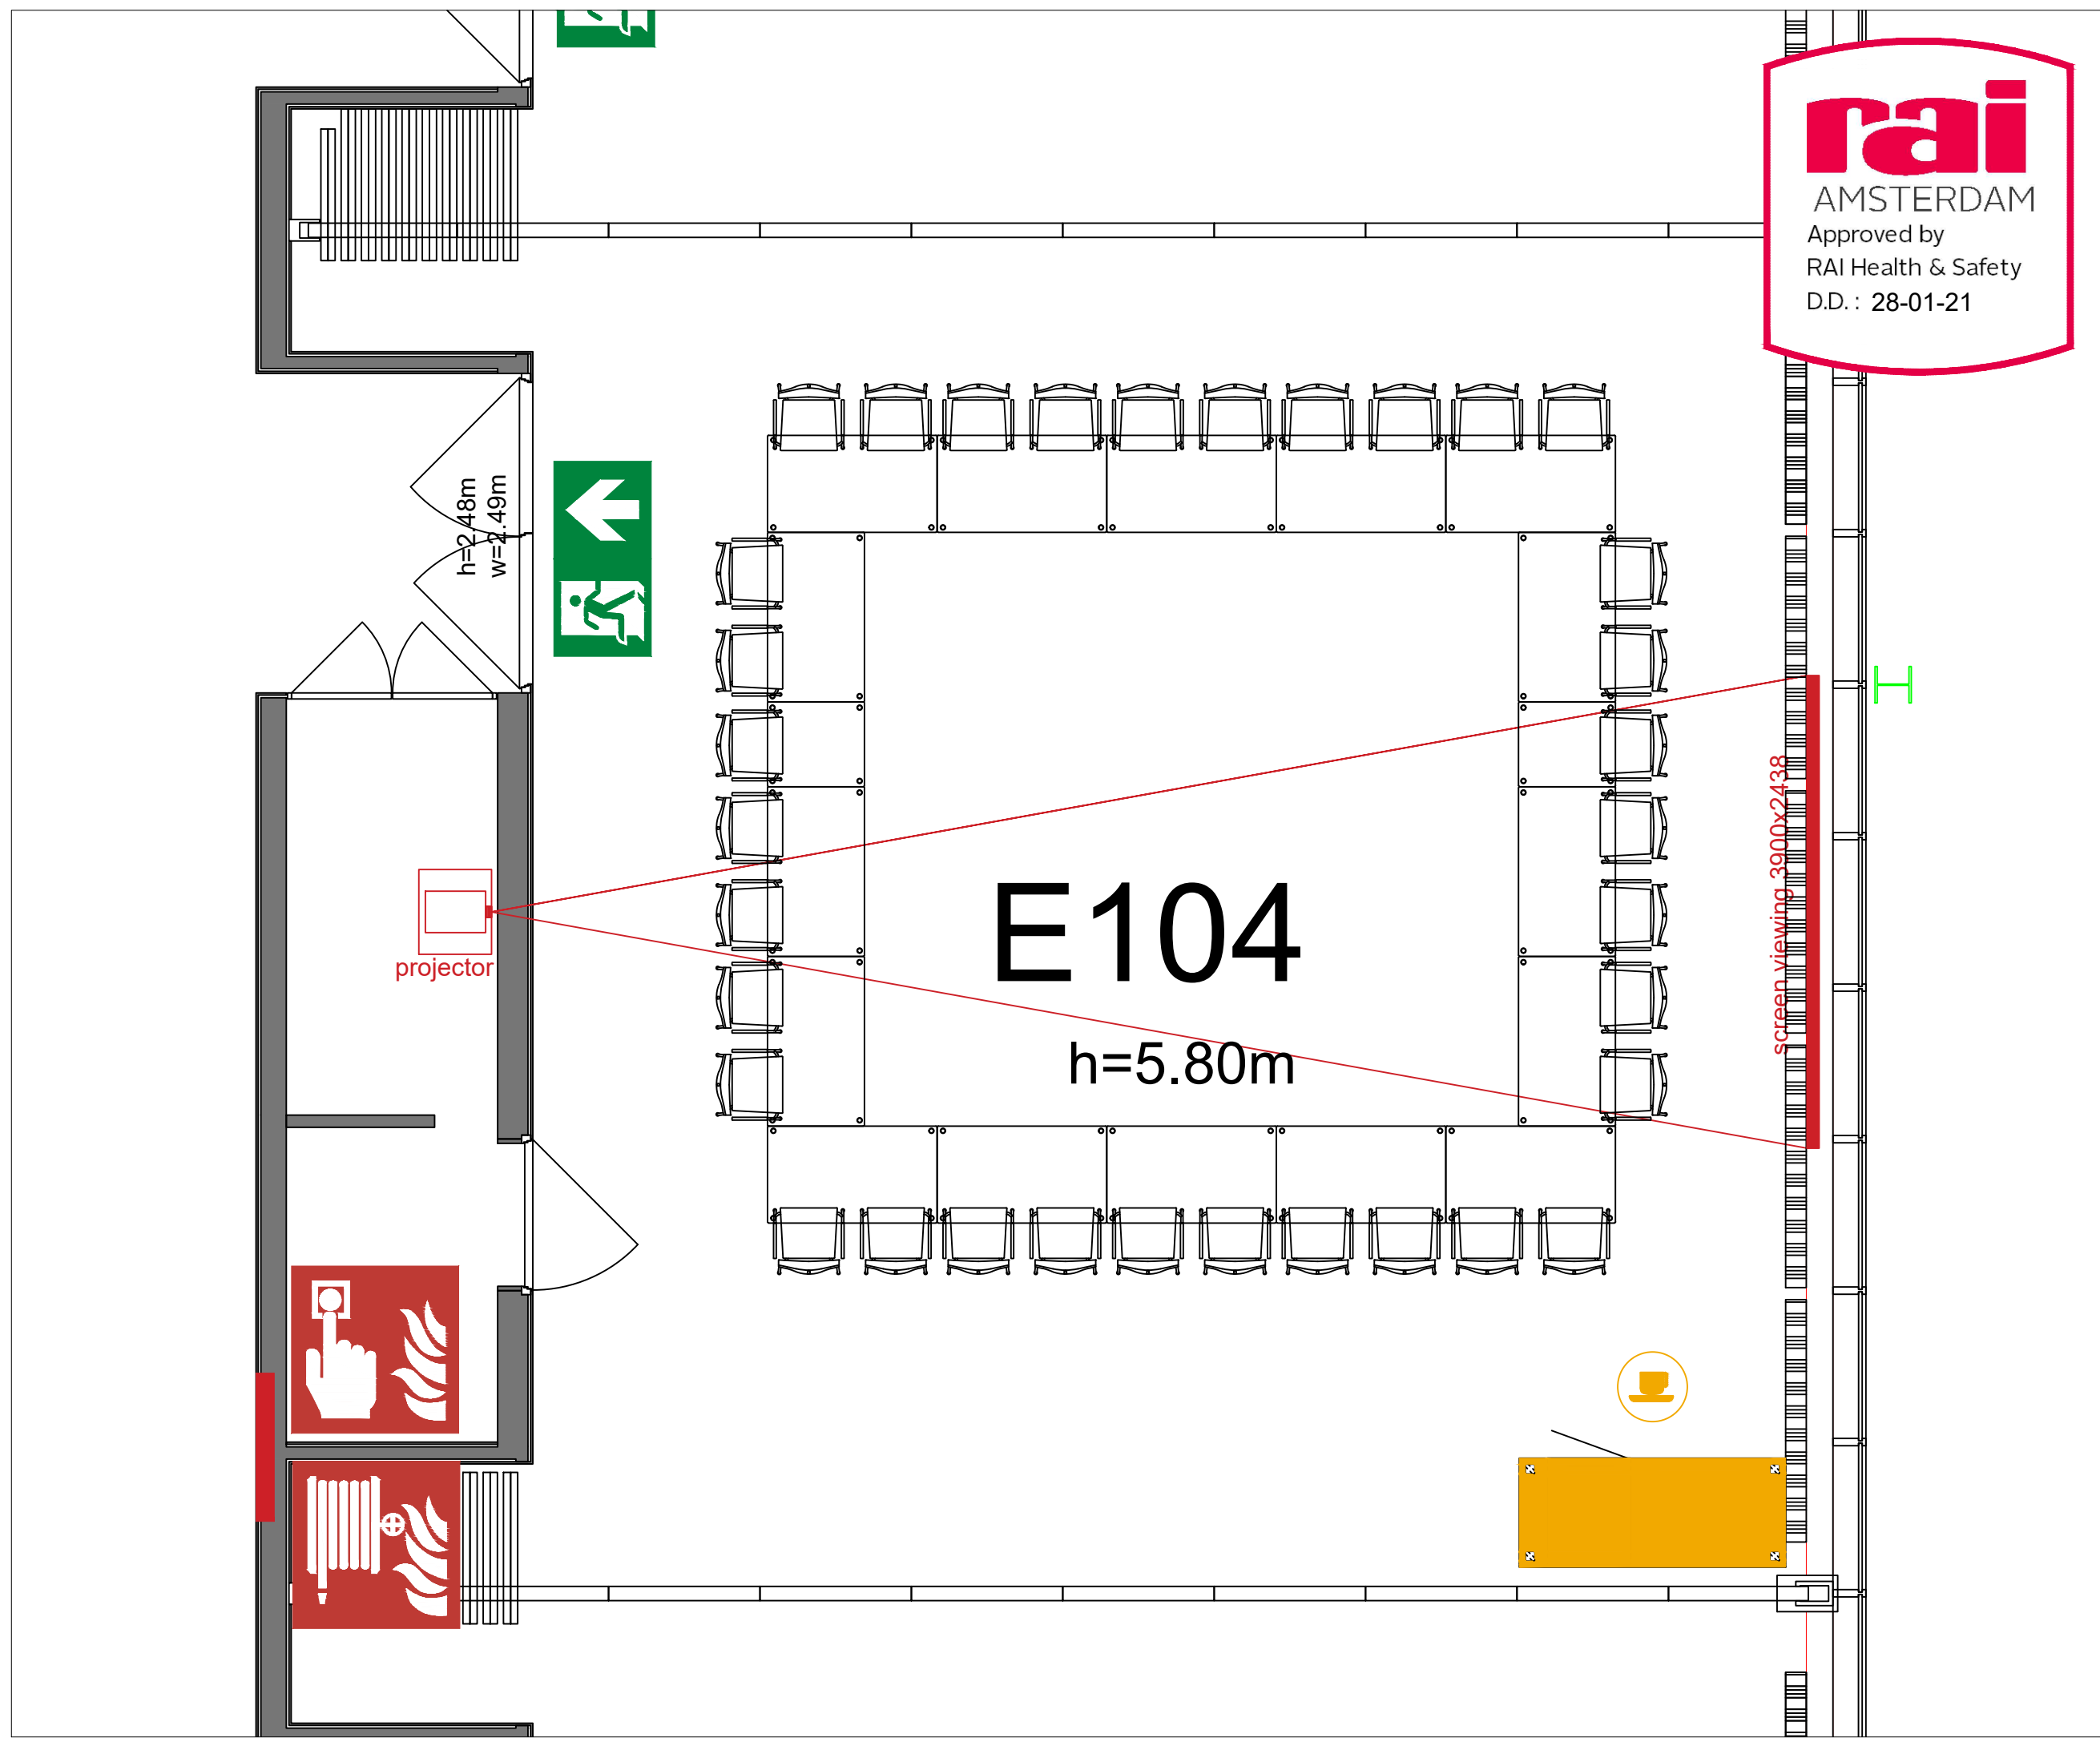 rai
AMSTERDAM
Approved by
RAI Health & Safety
D.D. : 28-01-21
h=2.48m
w=2.49m
screen viewing 3900x2438
E104
projector
h=5.80m